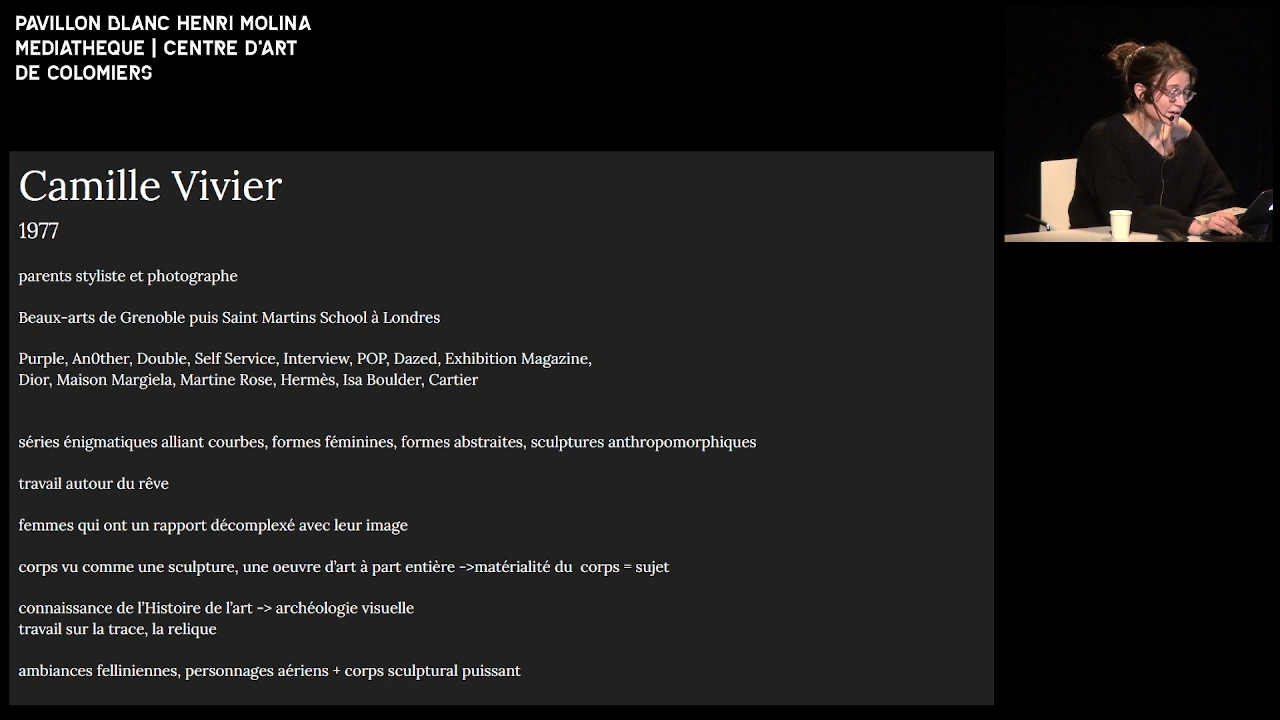 PAVILLON BLANC HENRI MOLINA
MEDIATHEQUE | CENTRE D'ART
DE COLOMIERS
Camille Vivier
1977
parents styliste et photographe
Beaux-arts de Grenoble puis Saint Martins School à Londres
Purple, An0ther, Double, Self Service, Interview, POP, Dazed, Exhibition Magazine,
Dior, Maison Margiela, Martine Rose, Hermès, Isa Boulder, Cartier
séries énigmatiques alliant courbes, formes féminines, formes abstraites, sculptures anthropomorphiques
travail autour du rêve
femmes qui ont un rapport décomplexé avec leur image
corps vu comme une sculpture, une oeuvre d'art à part entière ->matérialité du  corps = sujet
connaissance de l'Histoire de l'art -> archéologie visuelle
travail sur la trace, la relique
ambiances felliniennes, personnages aériens + corps sculptural puissant